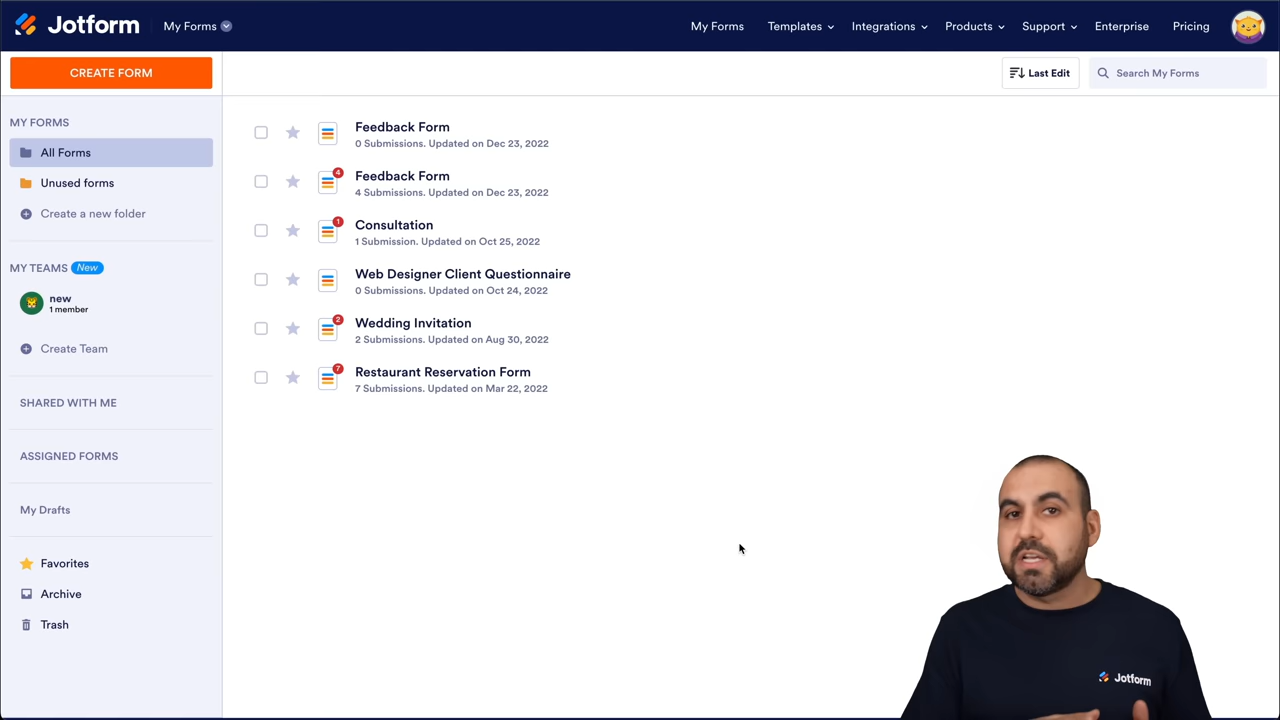 Jotform
My Forms
My Forms
Templates
Integrations
Products
Support
Enterprise
Pricing
CREATE FORM
Last Edit
Search My Forms
MY FORMS
All Forms
Unused forms
Create a new folder
MY TEAMS New
new
1 member
Create Team
SHARED WITH ME
ASSIGNED FORMS
My Drafts
Favorites
Archive
Trash
Feedback Form
0 Submissions. Updated on Dec 23, 2022
4
Feedback Form
4 Submissions. Updated on Dec 23, 2022
1
Consultation
1 Submission. Updated on Oct 25, 2022
Web Designer Client Questionnaire
0 Submissions. Updated on Oct 24, 2022
2
Wedding Invitation
2 Submissions. Updated on Aug 30, 2022
7
Restaurant Reservation Form
7 Submissions. Updated on Mar 22, 2022
Jotform